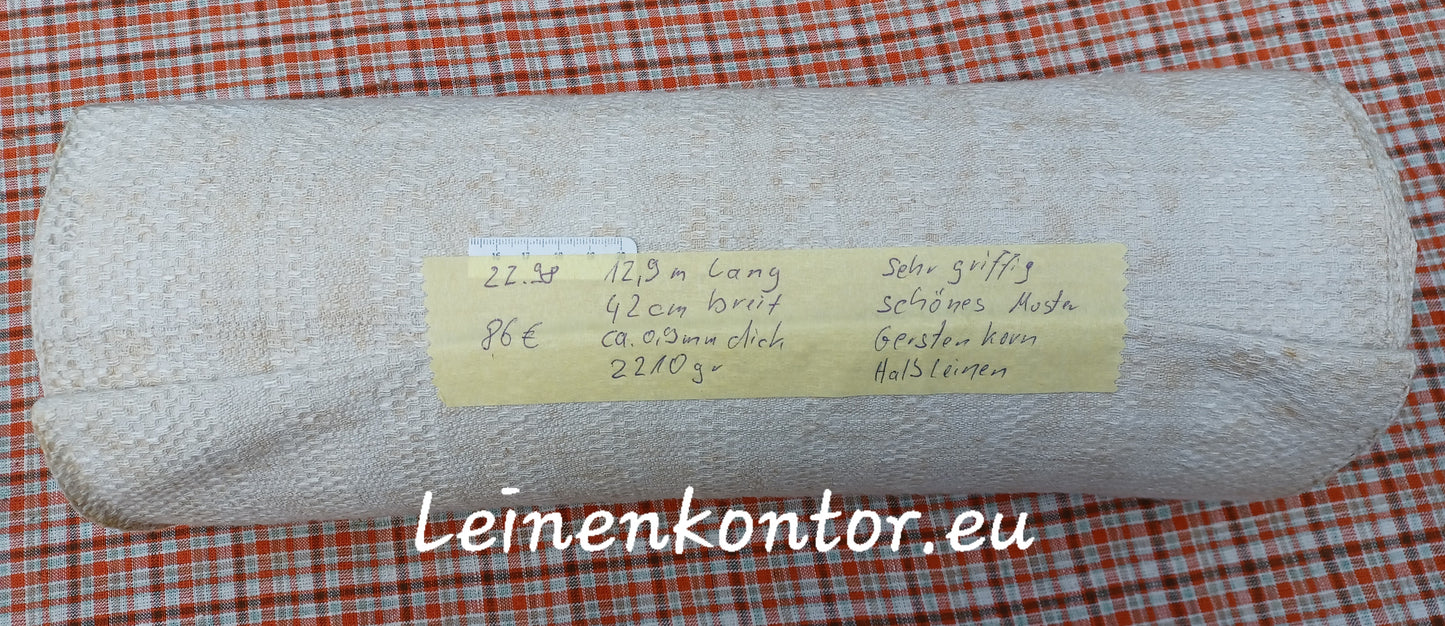 22.98 12,9 m lang sehr griffig
42 cm breit schönes Muster
86 € ca. 0,9 mm dick Gerstenkorn
2210 gr Halbleinen
Leinenkontor.eu